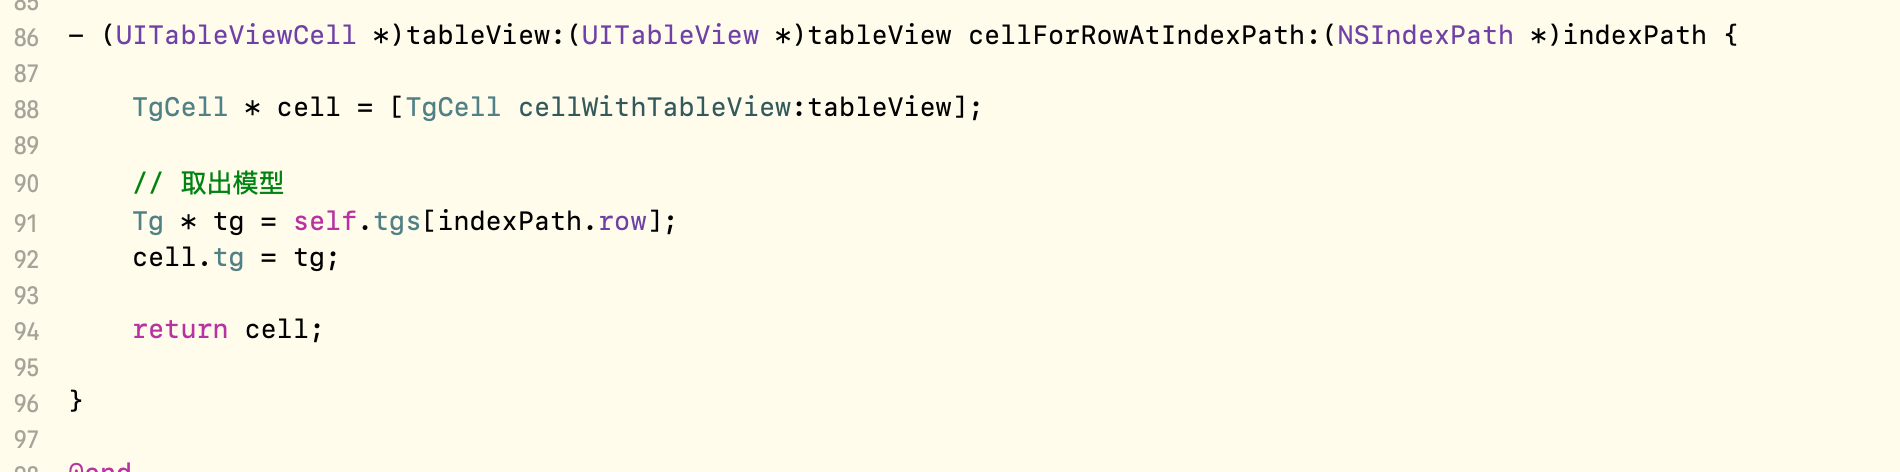 85
86 - (UITableViewCell *)tableView:(UITableView *)tableView cellForRowAtIndexPath:(NSIndexPath *)indexPath {
87
88     TgCell * cell = [TgCell cellWithTableView:tableView];
89
90     // 取出模型
91     Tg * tg = self.tgs[indexPath.row];
92     cell.tg = tg;
93
94     return cell;
95
96 }
97
98 @end